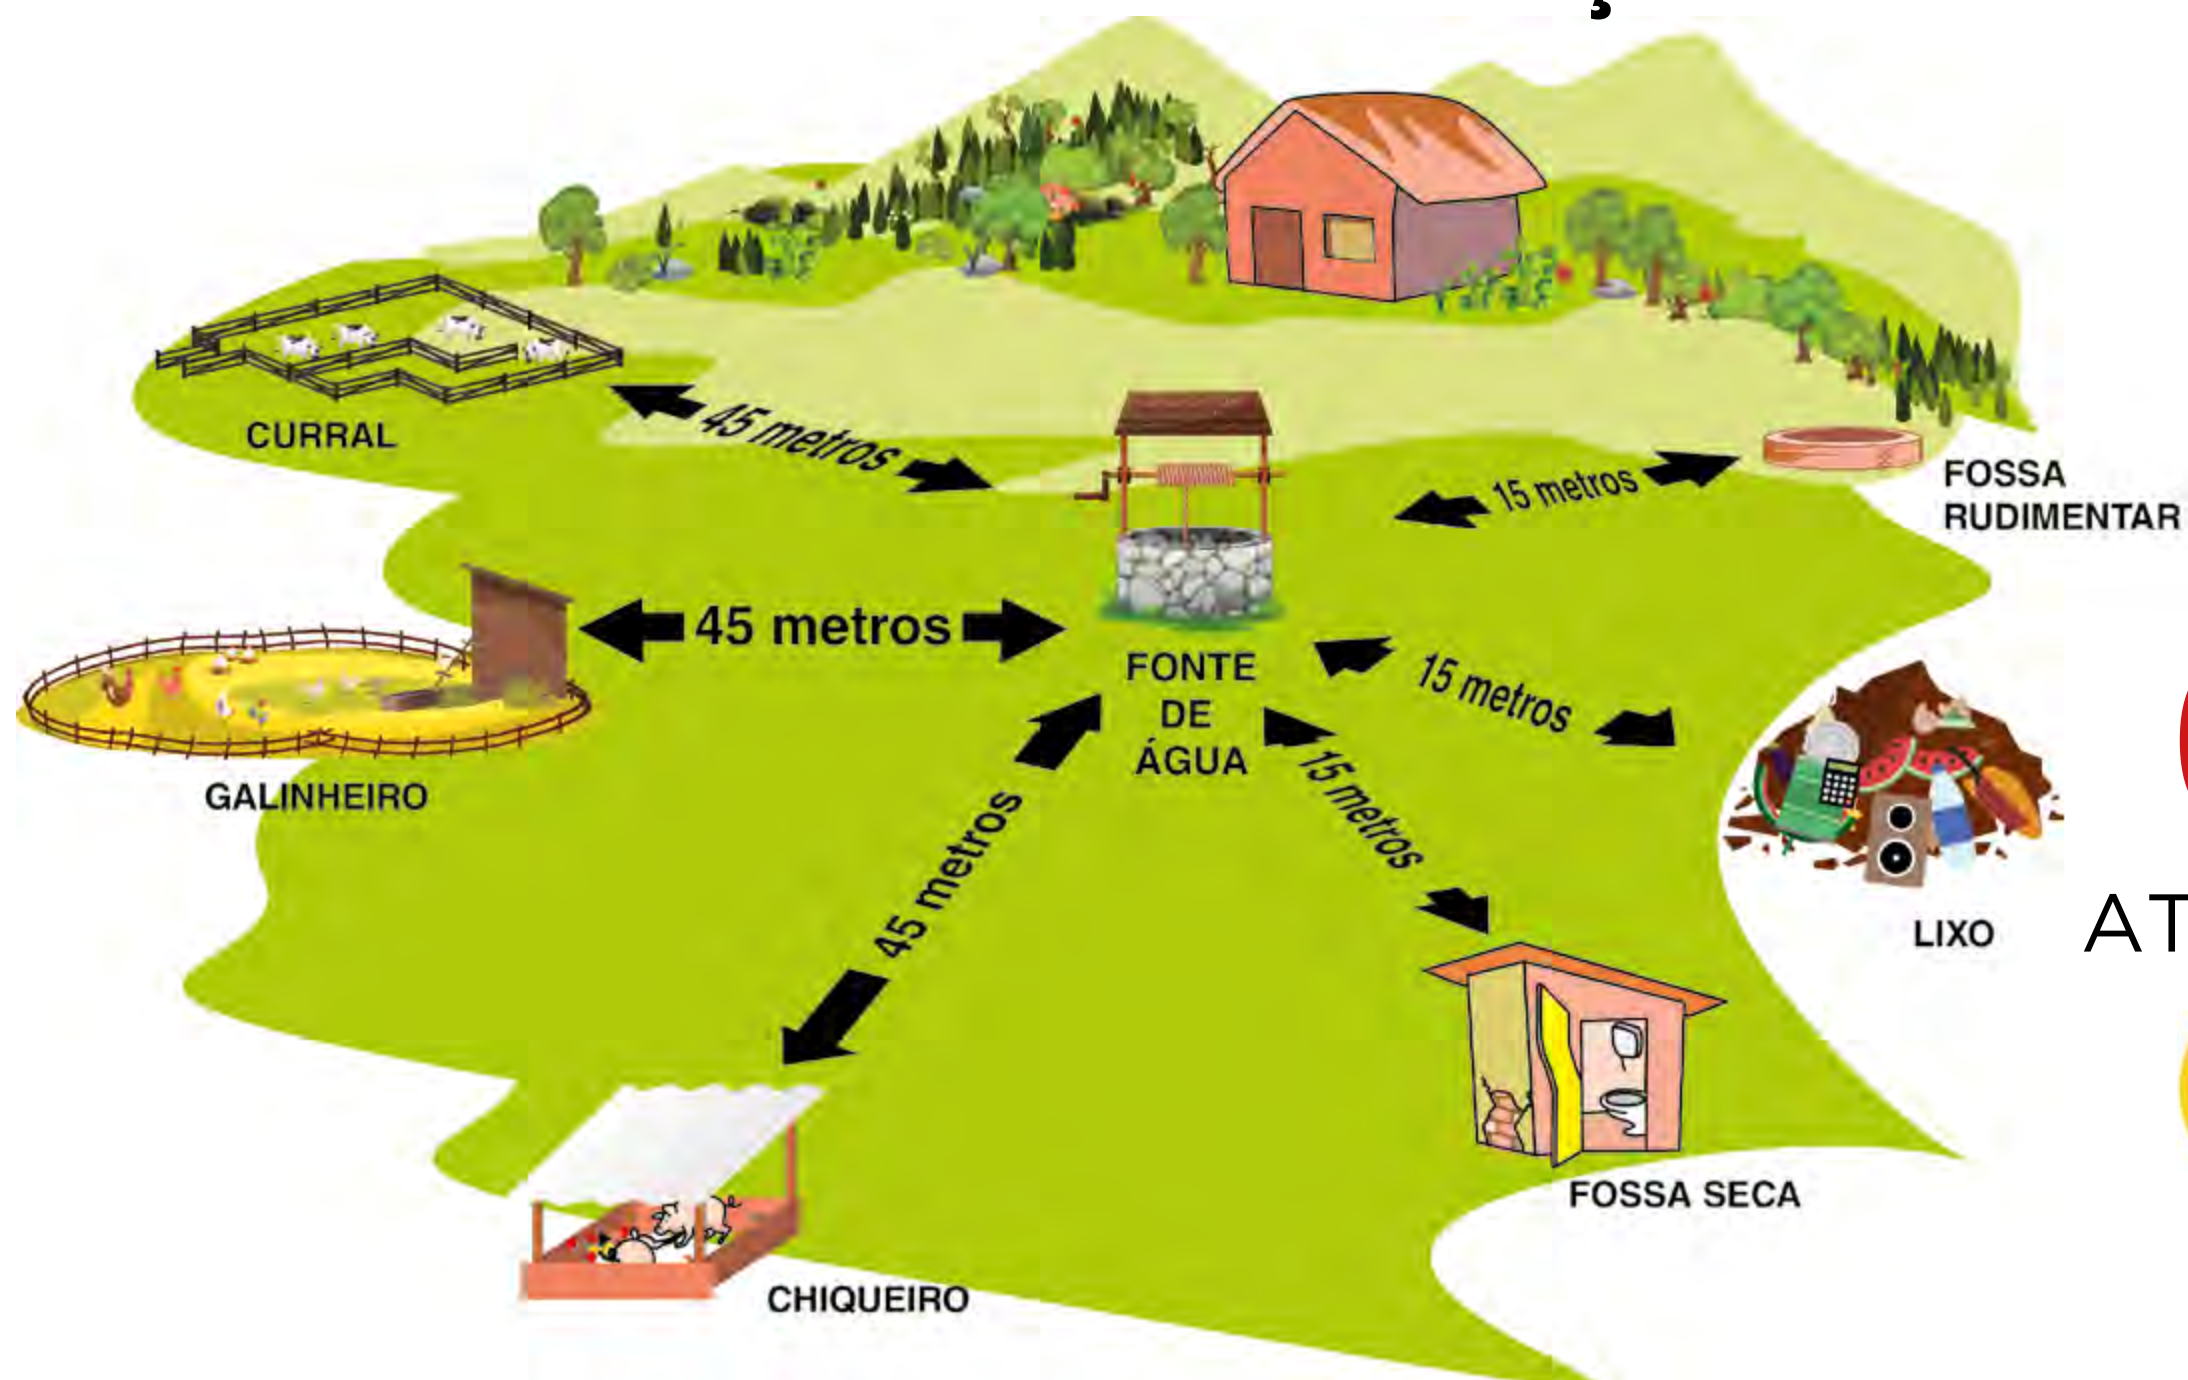 CURRAL
45 metros
15 metros
FOSSA
RUDIMENTAR
45 metros
FONTE
DE
ÁGUA
15 metros
GALINHEIRO
45 metros
15 metros
LIXO
AT
FOSSA SECA
CHIQUEIRO